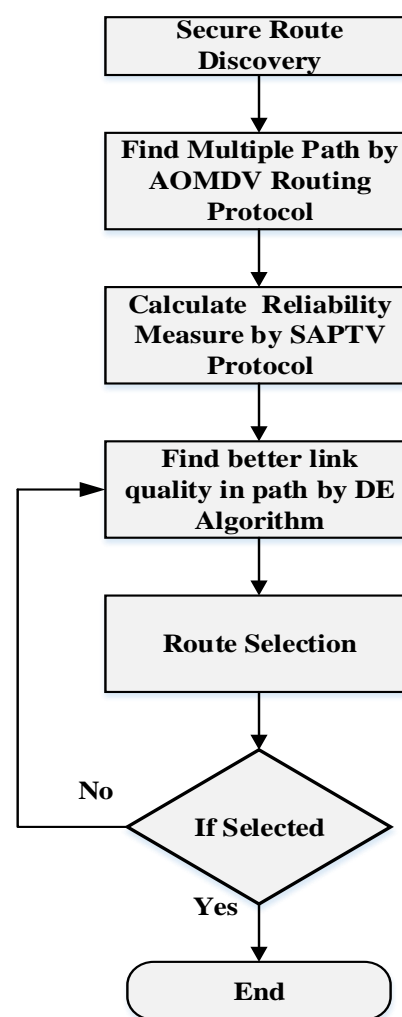 Secure Route
Discovery
Find Multiple Path by
AOMDV Routing
Protocol
Calculate Reliability
Measure by SAPTV
Protocol
Find better link
quality in path by DE
Algorithm
Route Selection
If Selected
No
Yes
End